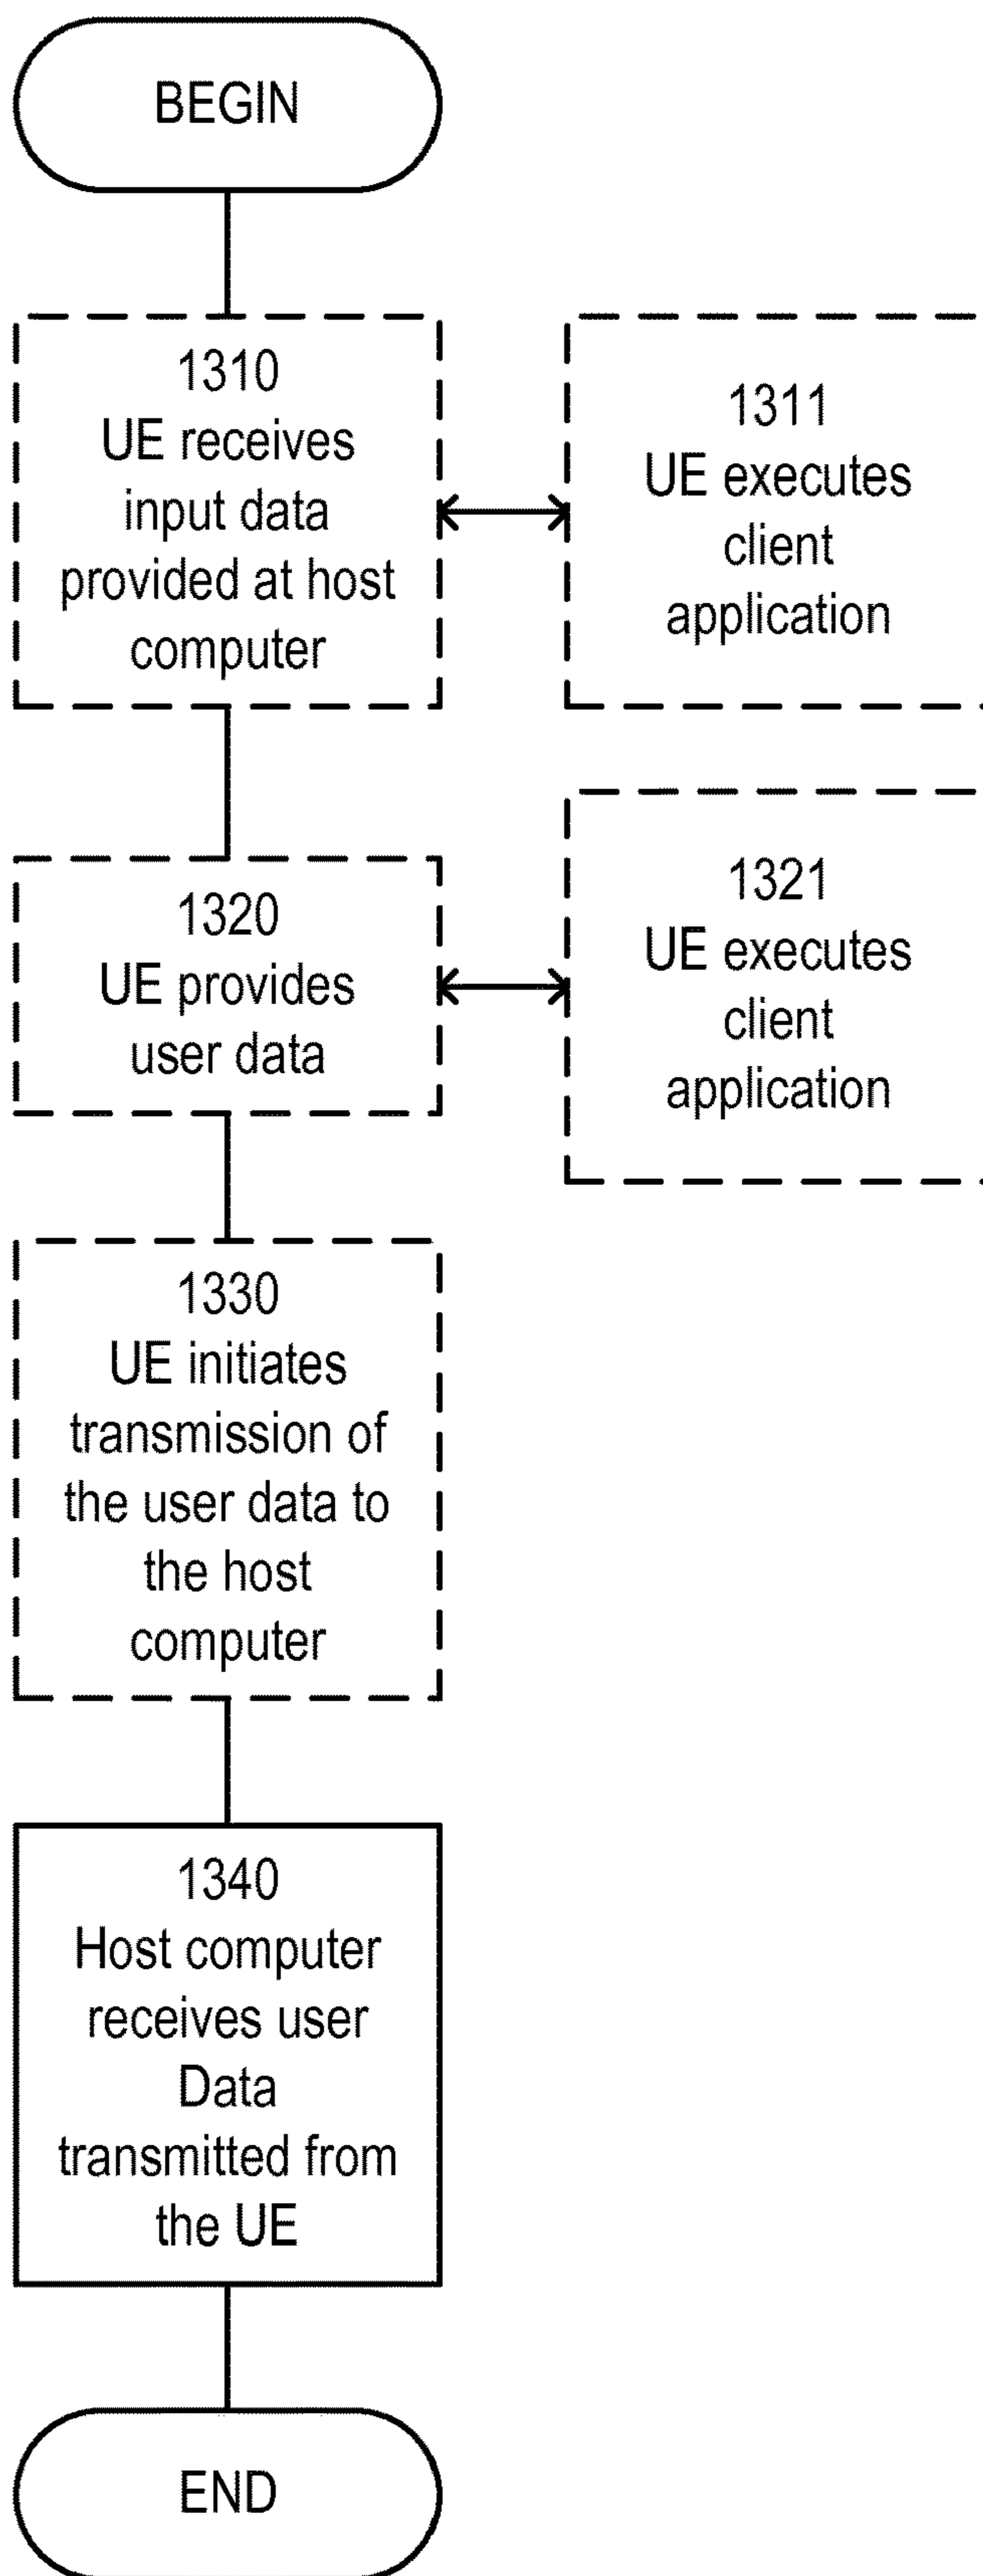 BEGIN
1310
UE receives
input data
provided at host
computer
1311
UE executes
client
application
1320
UE provides
user data
1321
UE executes
client
application
1330
UE initiates
transmission of
the user data to
the host
computer
1340
Host computer
receives user
Data
transmitted from
the UE
END